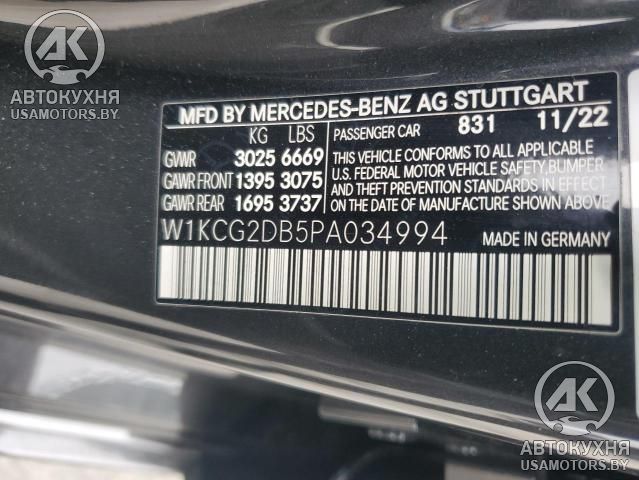 AK
АВТОКУХНЯ
USAMOTORS.BY
MFD BY MERCEDES-BENZ AG STUTTGART
KG LBS PASSENGER CAR 831 11/22
GVWR 3025 6669
GAWR FRONT 1395 3075
GAWR REAR 1695 3737
THIS VEHICLE CONFORMS TO ALL APPLICABLE
U.S. FEDERAL MOTOR VEHICLE SAFETY, BUMPER
AND THEFT PREVENTION STANDARDS IN EFFECT
ON THE DATE OF MANUFACTURE SHOWN ABOVE.
W1KCG2DB5PA034994 MADE IN GERMANY
AK
АВТОКУХНЯ
USAMOTORS.BY